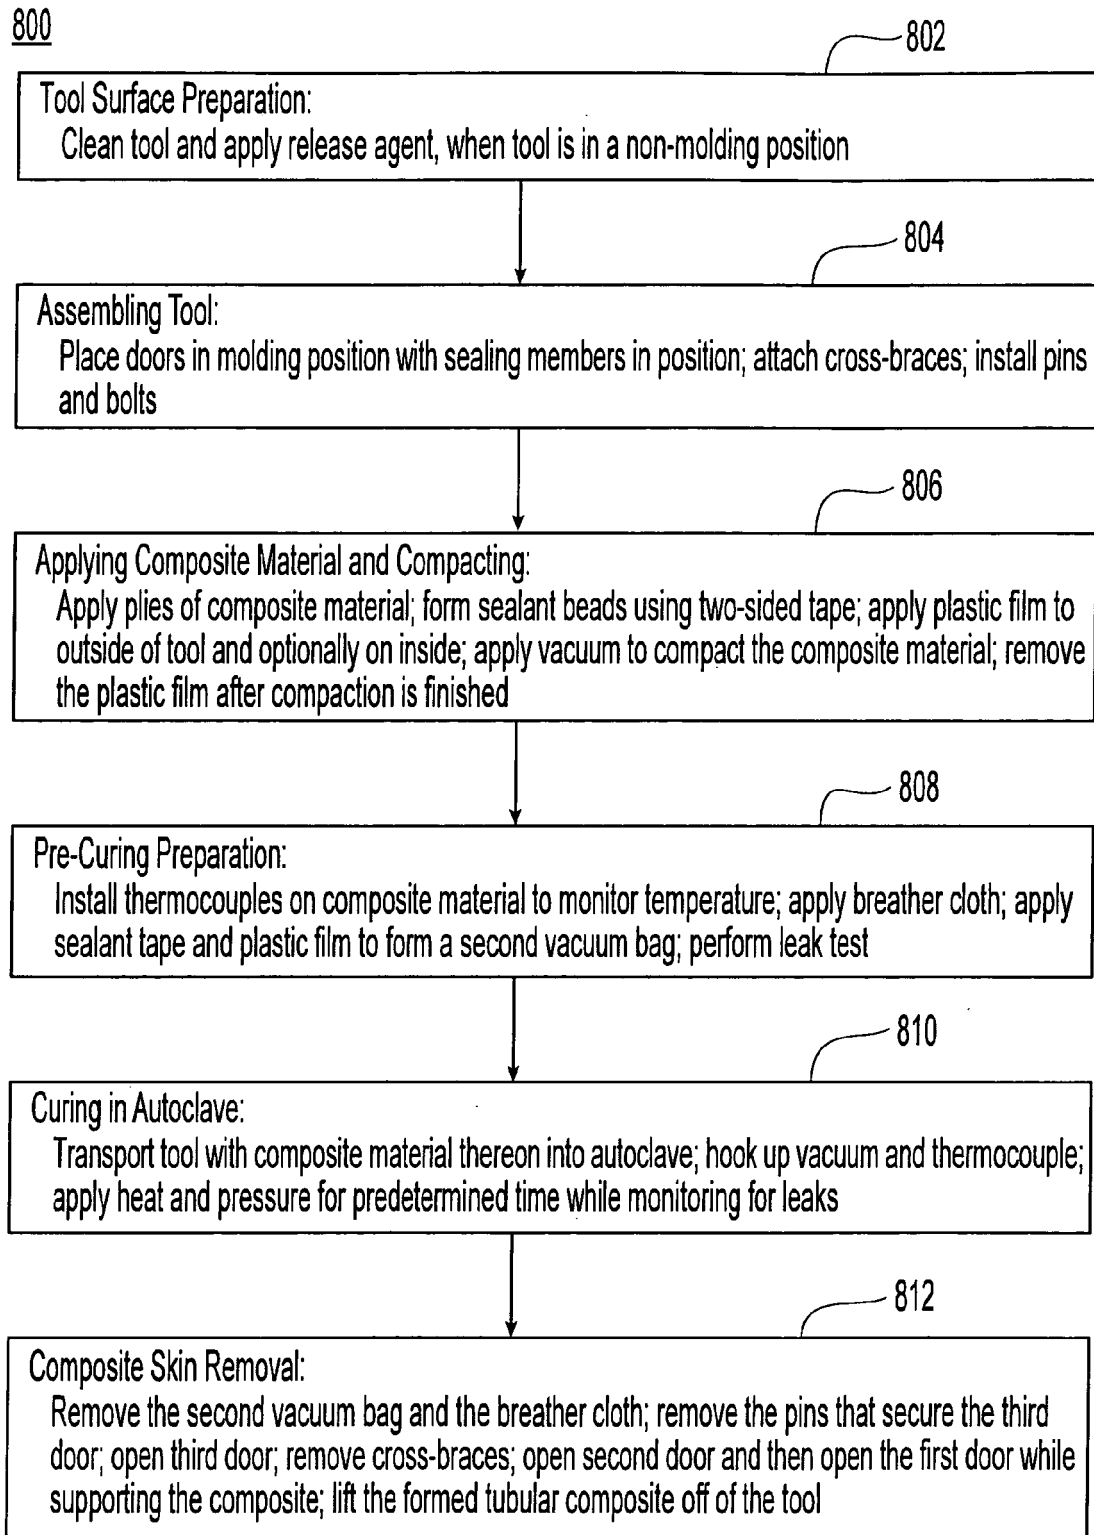 800
802
Tool Surface Preparation:
Clean tool and apply release agent, when tool is in a non-molding position
804
Assembling Tool:
Place doors in molding position with sealing members in position; attach cross-braces; install pins
and bolts
806
Applying Composite Material and Compacting:
Apply plies of composite material; form sealant beads using two-sided tape; apply plastic film to
outside of tool and optionally on inside; apply vacuum to compact the composite material; remove
the plastic film after compaction is finished
808
Pre-Curing Preparation:
Install thermocouples on composite material to monitor temperature; apply breather cloth; apply
sealant tape and plastic film to form a second vacuum bag; perform leak test
810
Curing in Autoclave:
Transport tool with composite material thereon into autoclave; hook up vacuum and thermocouple;
apply heat and pressure for predetermined time while monitoring for leaks
812
Composite Skin Removal:
Remove the second vacuum bag and the breather cloth; remove the pins that secure the third
door; open third door; remove cross-braces; open second door and then open the first door while
supporting the composite; lift the formed tubular composite off of the tool